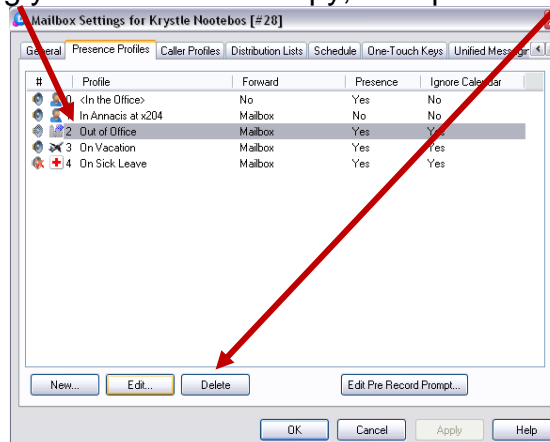 Mailbox Settings for Krystle Nootebos [#28]
General Presence Profiles Caller Profiles Distribution Lists Schedule One-Touch Keys Unified
# Profile Forward Presence Ignore Calendar
0 <In the Office> No Yes No
In Annacis at x204 Mailbox No No
2 Out of Office Mailbox Yes Yes
3 On Vacation Mailbox Yes Yes
4 On Sick Leave Mailbox Yes Yes
New... Edit... Delete Edit Pre Record Prompt...
OK Cancel Apply Help